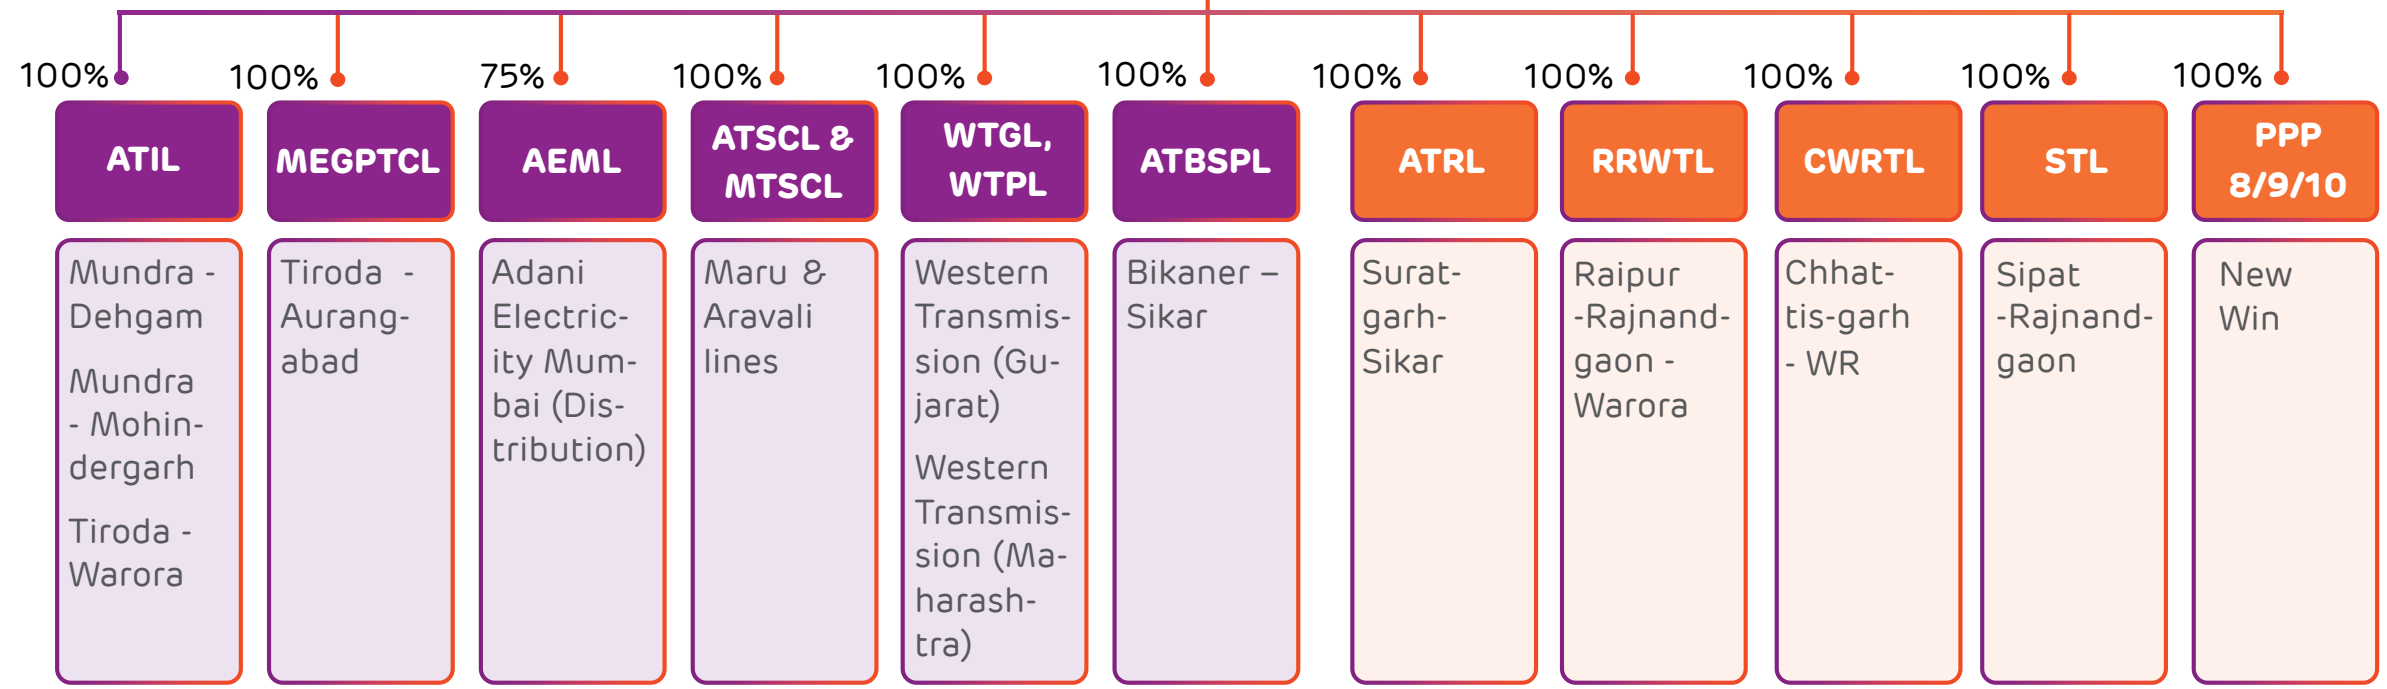 100%
100%
75%
100%
100%
100%
100%
100%
100%
100%
100%
ATIL
MEGPTCL
AEML
ATSCL &
MTSCL
WTGL,
WTPL
ATBSPL
ATRL
RRWTL
CWRTL
STL
PPP
8/9/10
Mundra -
Dehgam
Mundra
- Mohin-
dergarh
Tiroda -
Warora
Tiroda -
Aurang-
abad
Adani
Electric-
ity Mum-
bai (Dis-
tribution)
Maru &
Aravali
lines
Western
Transmis-
sion (Gu-
jarat)
Western
Transmis-
sion (Ma-
harash-
tra)
Bikaner –
Sikar
Surat-
garh-
Sikar
Raipur
-Rajnand-
gaon -
Warora
Chhat-
tis-garh
- WR
Sipat
-Rajnand-
gaon
New
Win